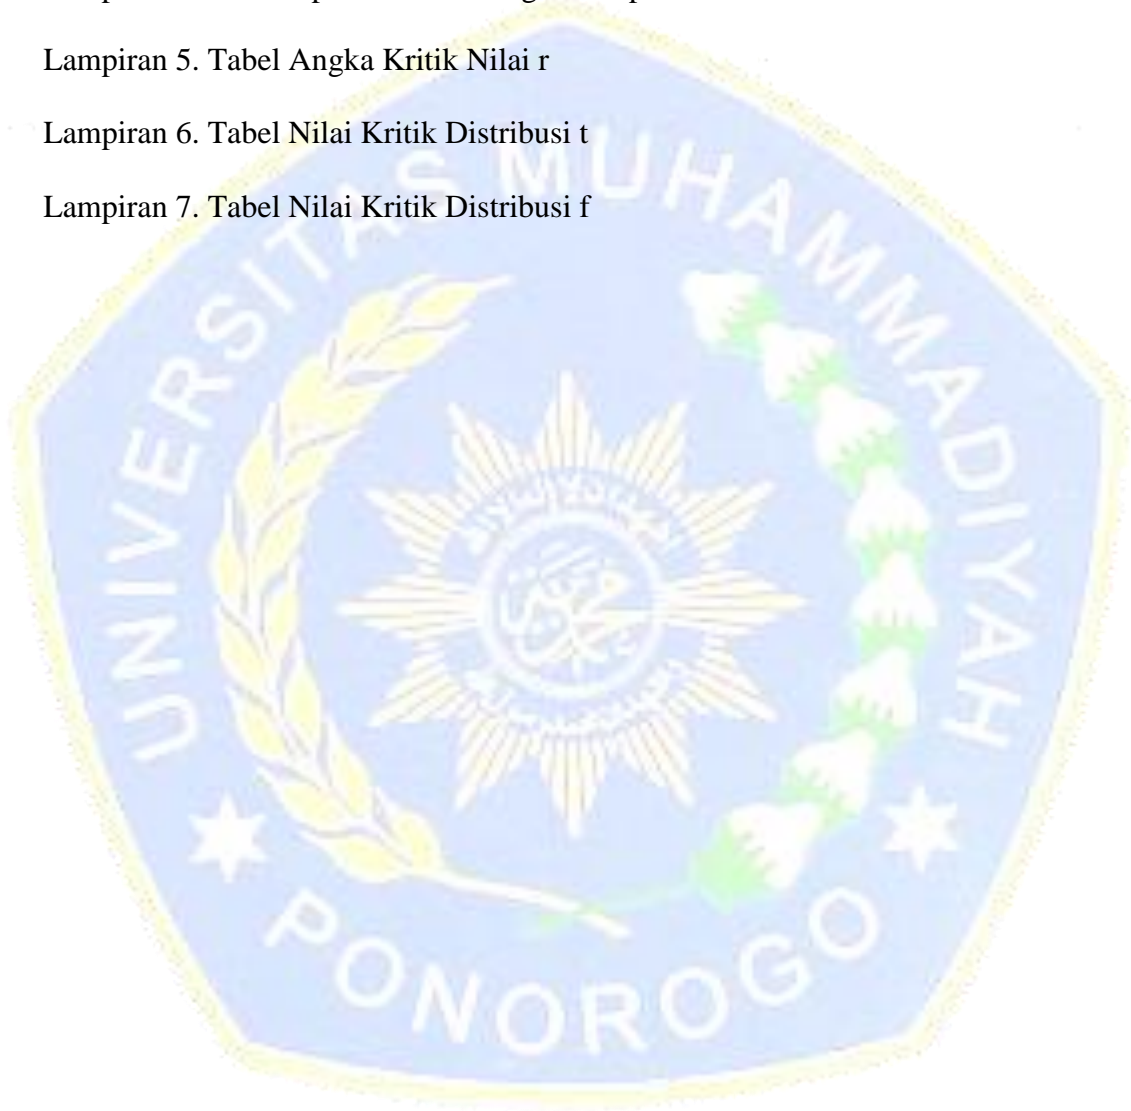 Lampiran 5. Tabel Angka Kritik Nilai r
Lampiran 6. Tabel Nilai Kritik Distribusi t
Lampiran 7. Tabel Nilai Kritik Distribusi f
UNIVERSITAS MUHAMMADIYAH
PONOROGO